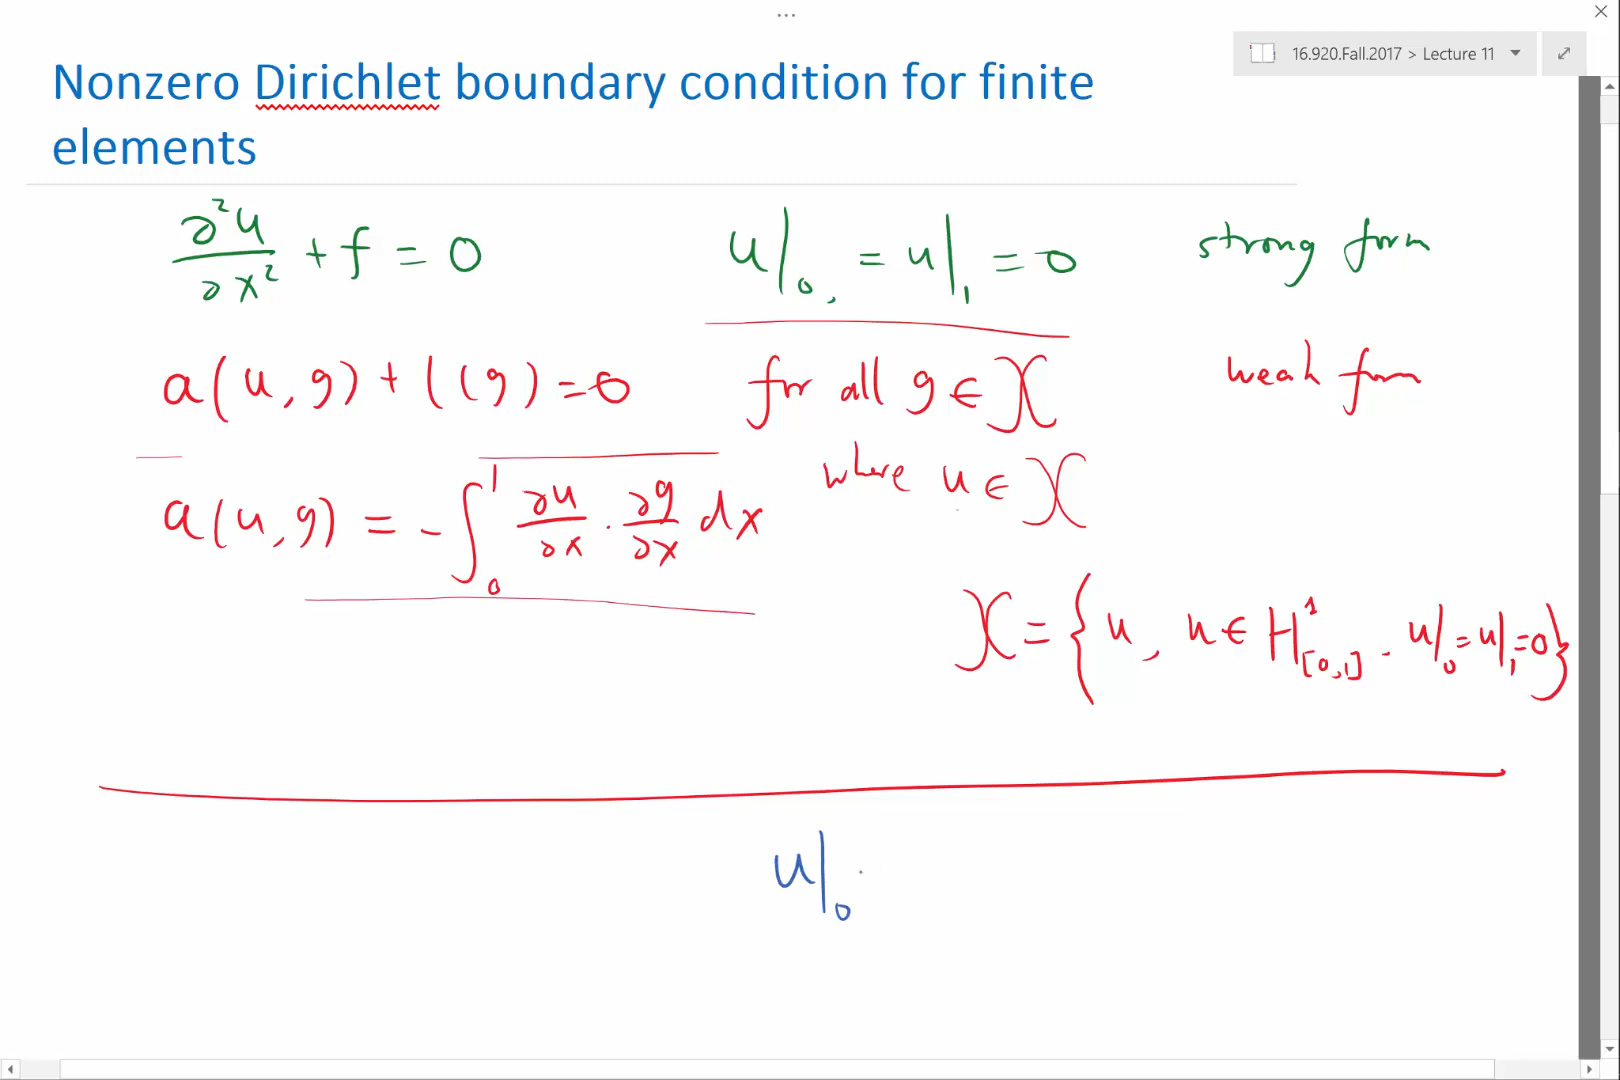 16.920.Fall.2017 > Lecture 11
Nonzero Dirichlet boundary condition for finite
elements
∂²u/∂x² + f = 0    u|₀, = u|₁ = 0    strong form
a(u, g) + l(g) = 0    for all g ∈ X    weak form
where u ∈ X
a(u, g) = - ∫₀¹ ∂u/∂x · ∂g/∂x dx
X = {u, u ∈ H¹[0,1] . u|₀ = u|₁ = 0}
u|₀